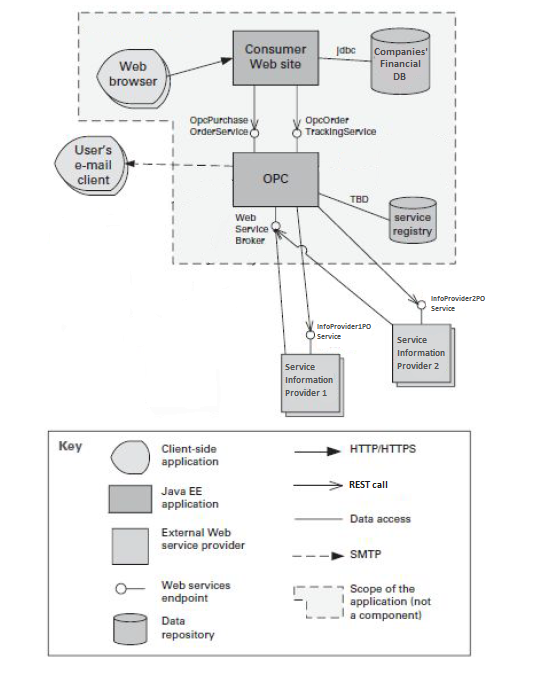 Consumer
Web site
jdbc
Companies'
Financial
DB
Web
browser
OpcPurchase
OrderService
OpcOrder
TrackingService
User's
e-mail
client
OPC
TBD
service
registry
Web
Service
Broker
InfoProvider2PO
Service
InfoProvider1PO
Service
Service
Information
Provider 2
Service
Information
Provider 1
Key
Client-side
application
HTTP/HTTPS
Java EE
application
REST call
External Web
service provider
Data access
SMTP
Web services
endpoint
Scope of the
application (not
a component)
Data
repository